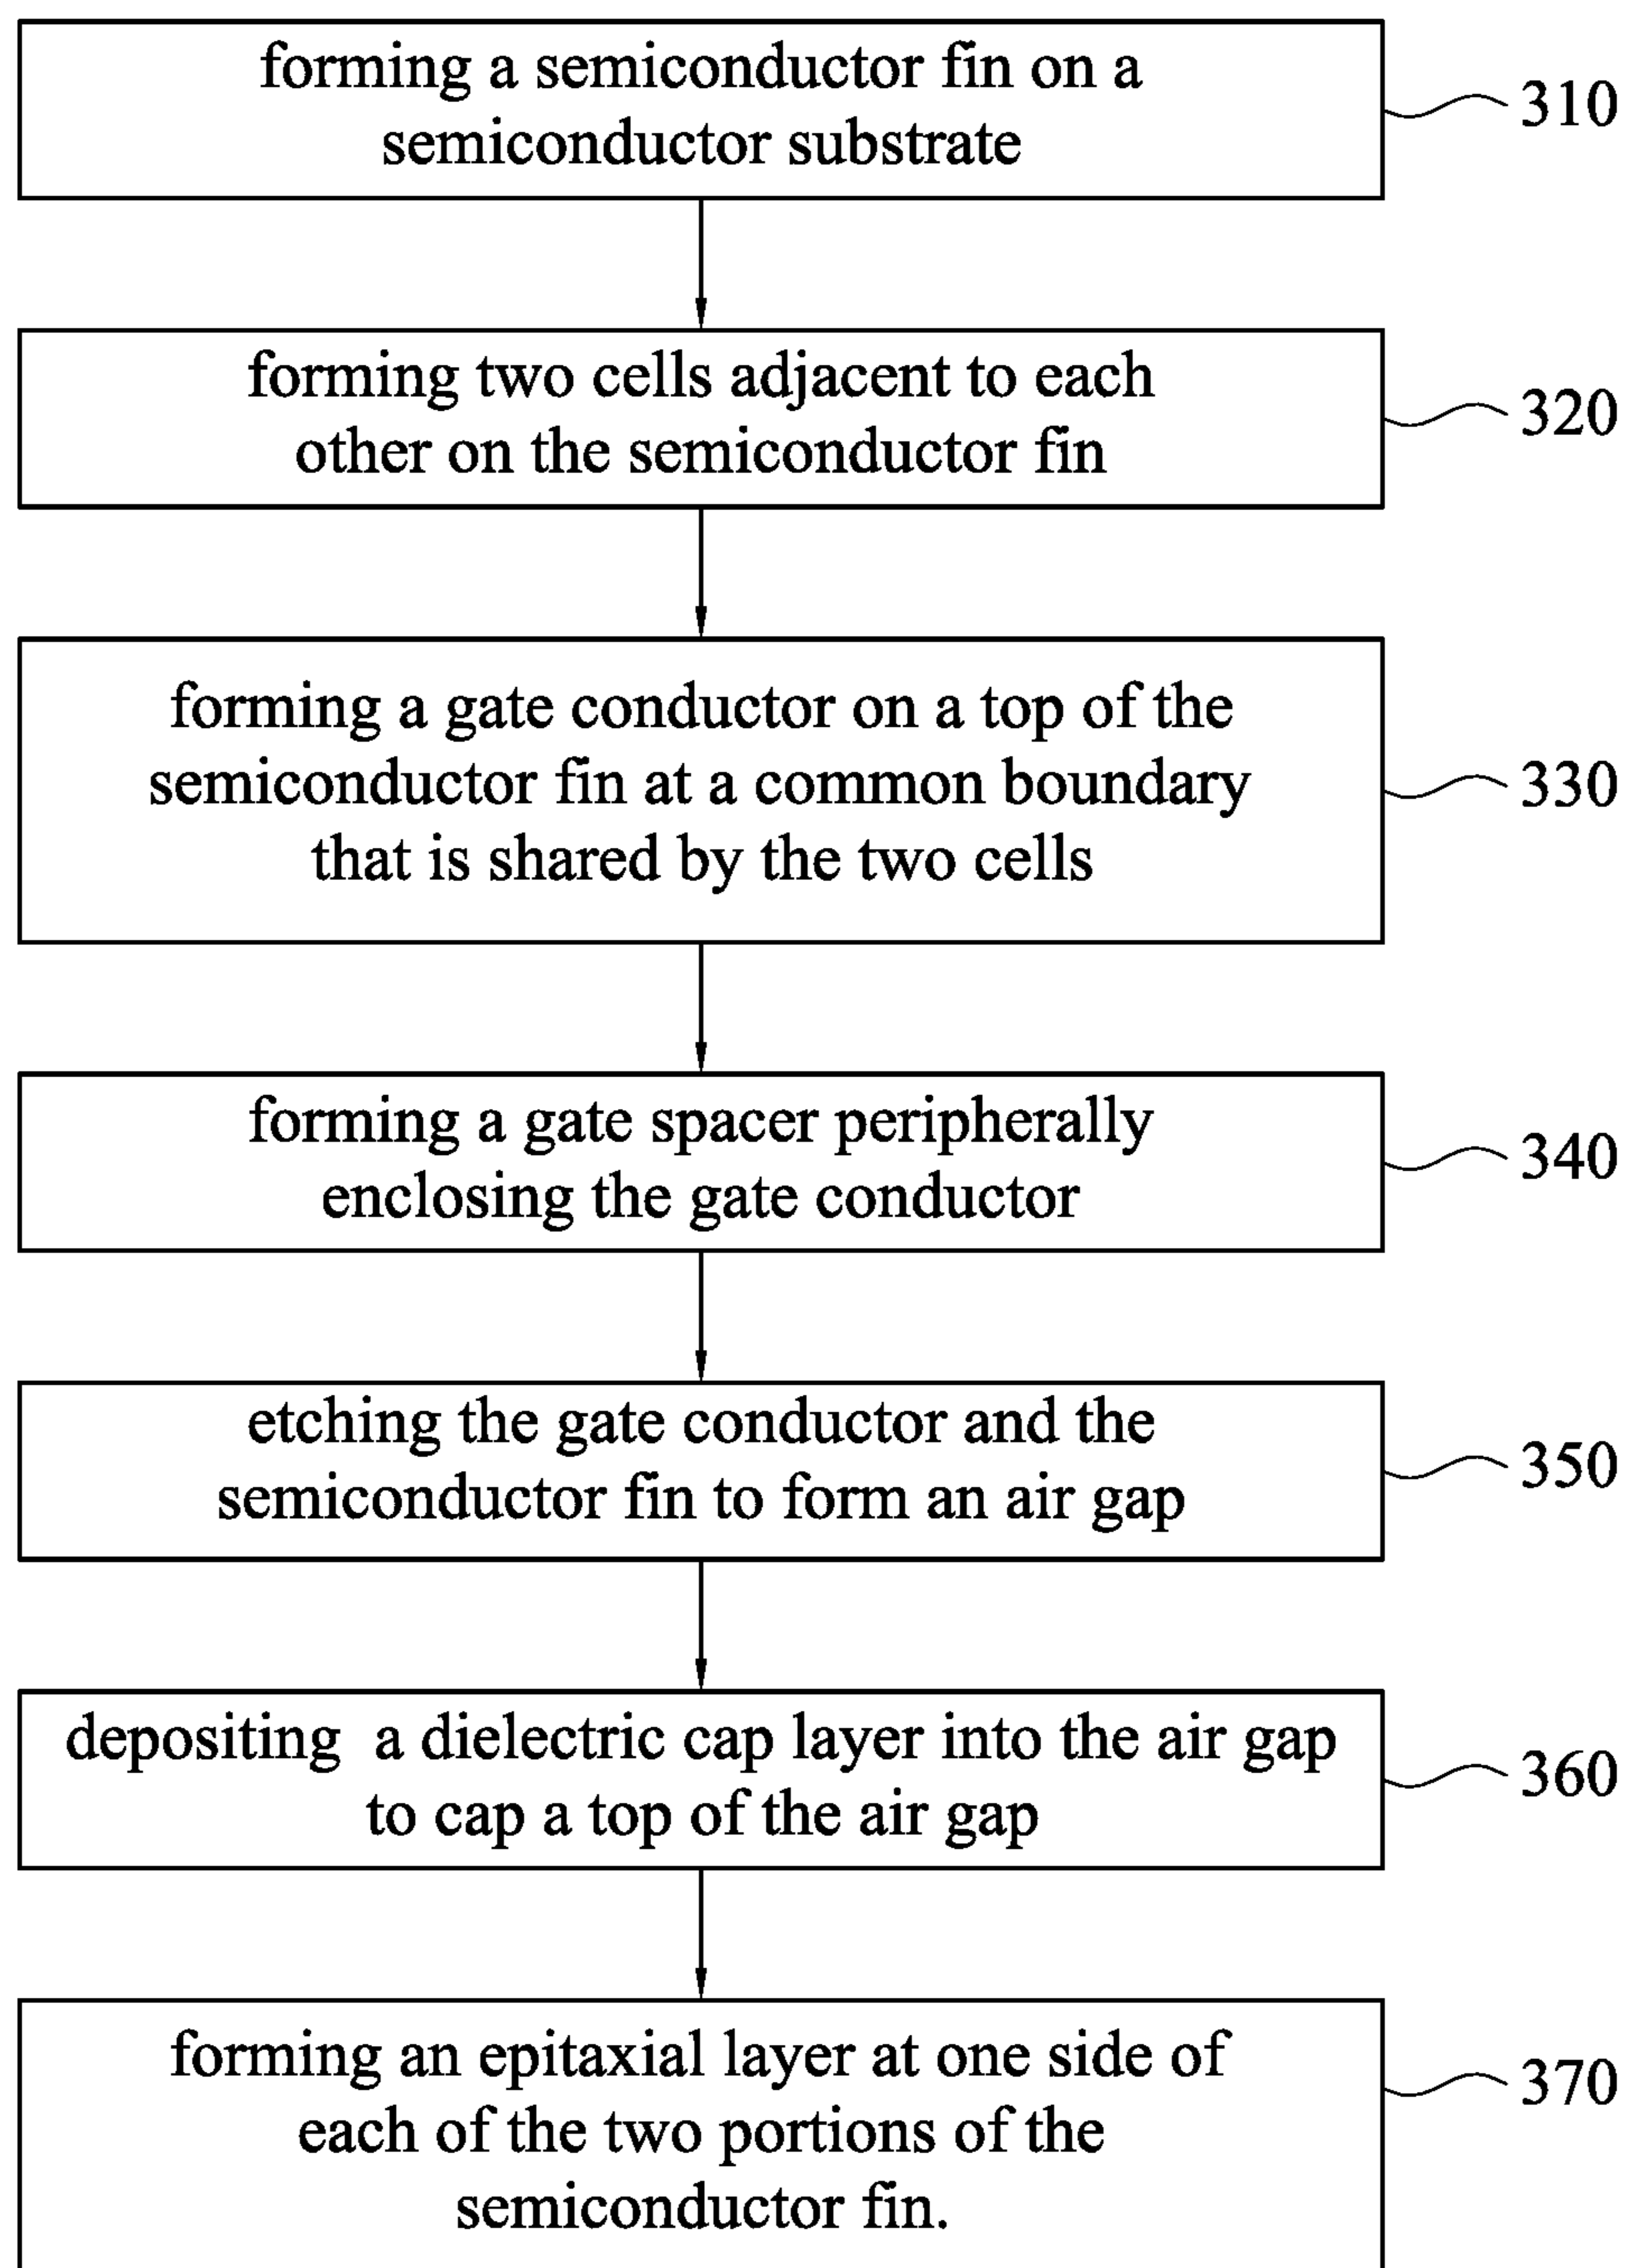 forming a semiconductor fin on a
semiconductor substrate
310
forming two cells adjacent to each
other on the semiconductor fin
320
forming a gate conductor on a top of the
semiconductor fin at a common boundary
that is shared by the two cells
330
forming a gate spacer peripherally
enclosing the gate conductor
340
etching the gate conductor and the
semiconductor fin to form an air gap
350
depositing  a dielectric cap layer into the air gap
to cap a top of the air gap
360
forming an epitaxial layer at one side of
each of the two portions of the
semiconductor fin.
370